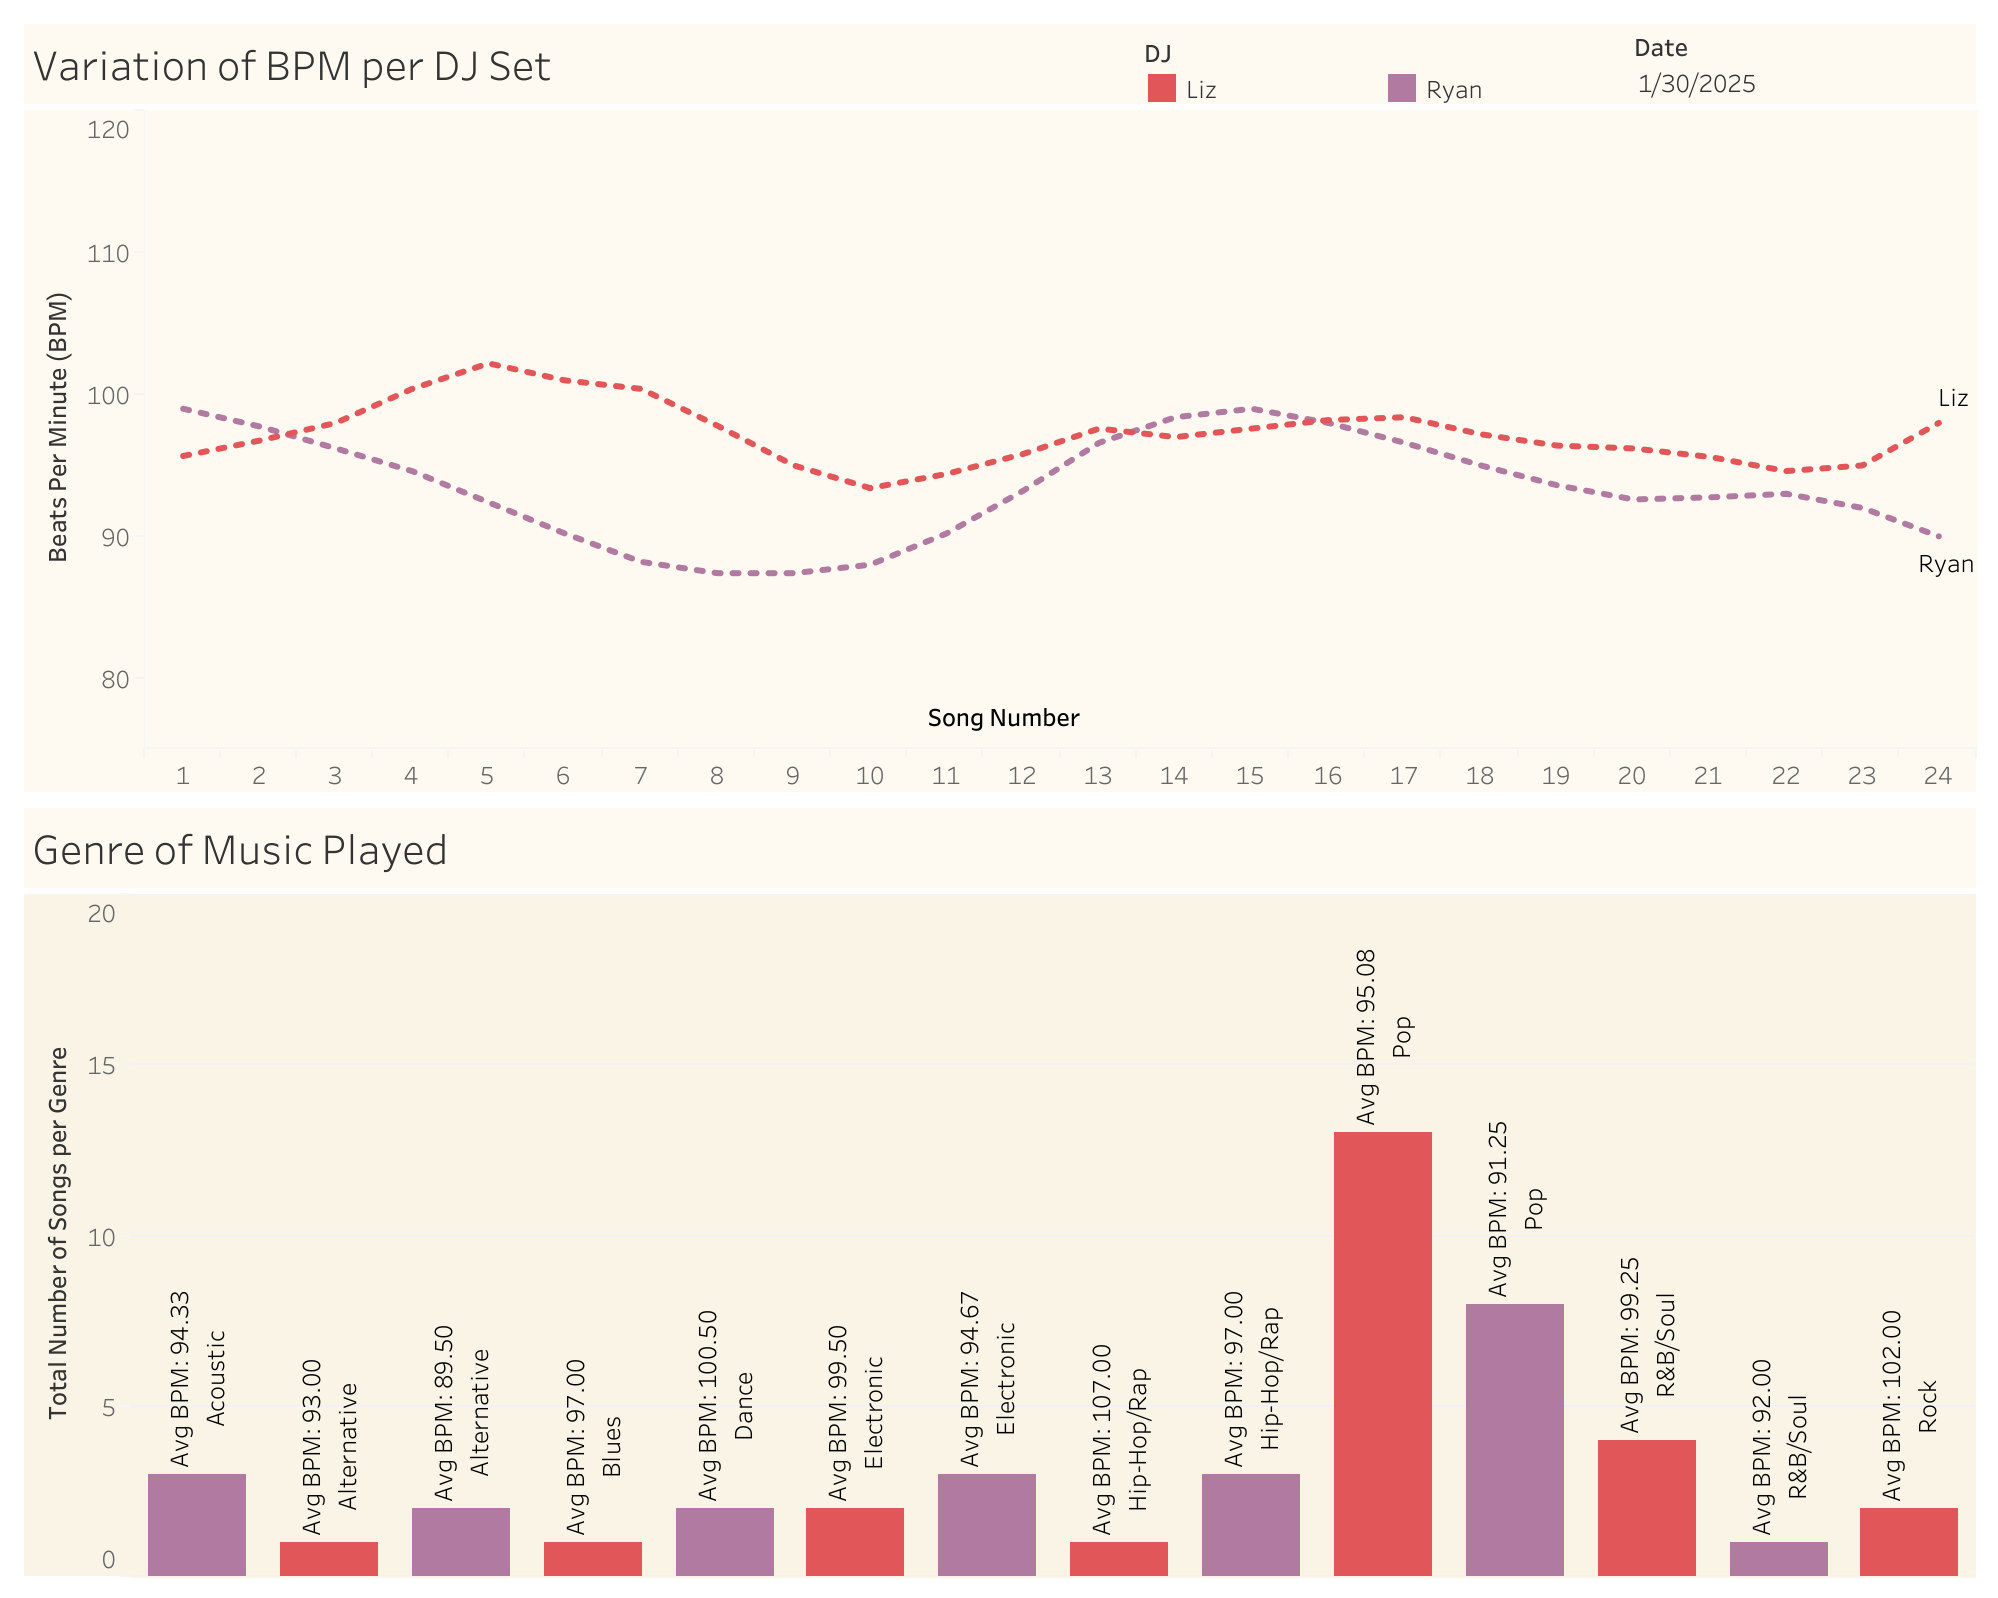 Variation of BPM per DJ Set
DJ
Liz
Ryan
Date
1/30/2025
Beats Per Minute (BPM)
120
110
100
90
80
Liz
Ryan
Song Number
1 2 3 4 5 6 7 8 9 10 11 12 13 14 15 16 17 18 19 20 21 22 23 24
Genre of Music Played
Total Number of Songs per Genre
20
15
10
5
0
Avg BPM: 94.33
Acoustic
Avg BPM: 93.00
Alternative
Avg BPM: 89.50
Alternative
Avg BPM: 97.00
Blues
Avg BPM: 100.50
Dance
Avg BPM: 99.50
Electronic
Avg BPM: 94.67
Electronic
Avg BPM: 107.00
Hip-Hop/Rap
Avg BPM: 97.00
Hip-Hop/Rap
Avg BPM: 95.08
Pop
Avg BPM: 91.25
Pop
Avg BPM: 99.25
R&B/Soul
Avg BPM: 92.00
R&B/Soul
Avg BPM: 102.00
Rock